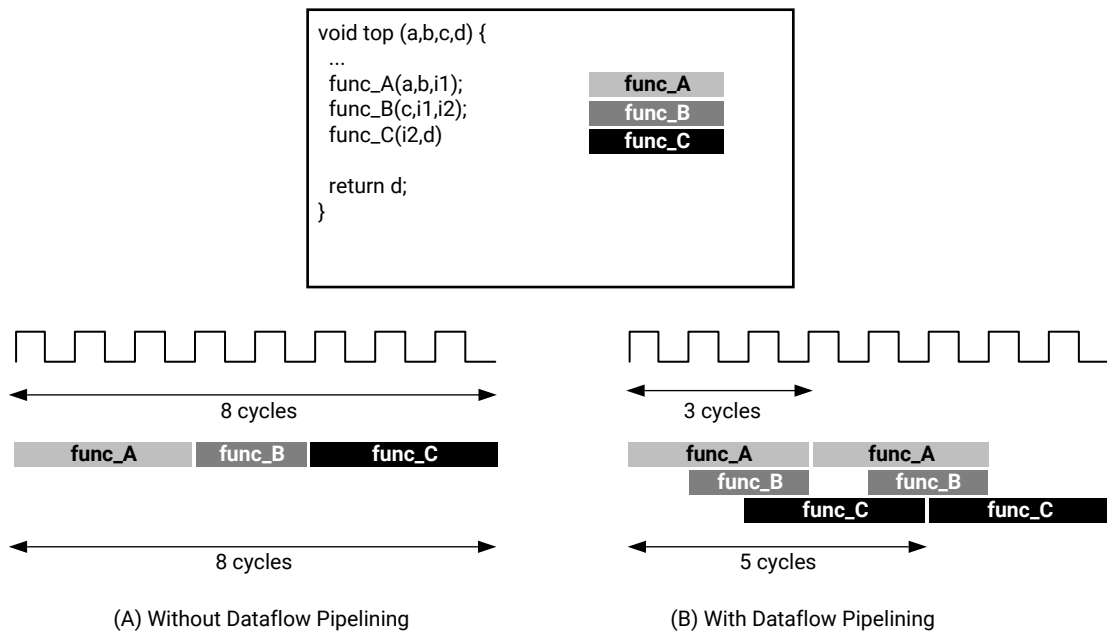 void top (a,b,c,d) {
...
func_A(a,b,i1);
func_B(c,i1,i2);
func_C(i2,d)
return d;
}
func_A
func_B
func_C
8 cycles
func_A func_B func_C
8 cycles
(A) Without Dataflow Pipelining
3 cycles
func_A func_A
func_B func_B
func_C func_C
5 cycles
(B) With Dataflow Pipelining